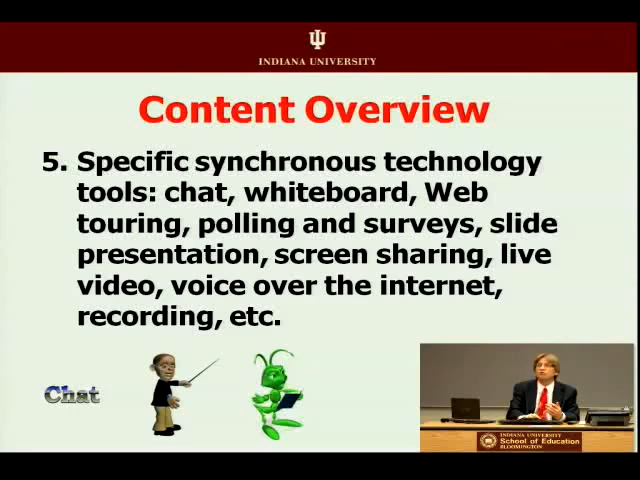 INDIANA UNIVERSITY
Content Overview
5. Specific synchronous technology
tools: chat, whiteboard, Web
touring, polling and surveys, slide
presentation, screen sharing, live
video, voice over the internet,
recording, etc.
Chat
INDIANA UNIVERSITY
School of Education
BLOOMINGTON